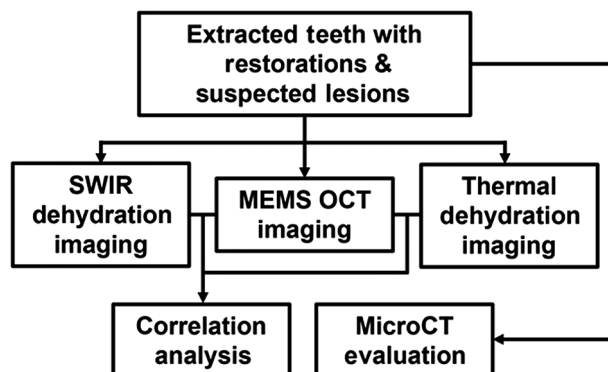 Extracted teeth with
restorations &
suspected lesions
SWIR
dehydration
imaging
MEMS OCT
imaging
Thermal
dehydration
imaging
Correlation
analysis
MicroCT
evaluation